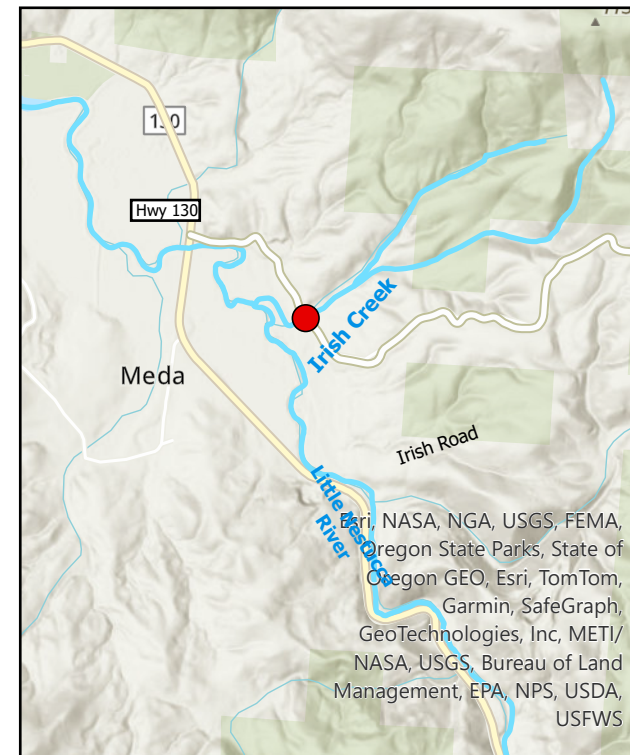 130
Hwy 130
Irish Creek
Meda
Irish Road
Little Nestucca
River
Esri, NASA, NGA, USGS, FEMA,
Oregon State Parks, State of
Oregon GEO, Esri, TomTom,
Garmin, SafeGraph,
GeoTechnologies, Inc, METI/
NASA, USGS, Bureau of Land
Management, EPA, NPS, USDA,
USFWS